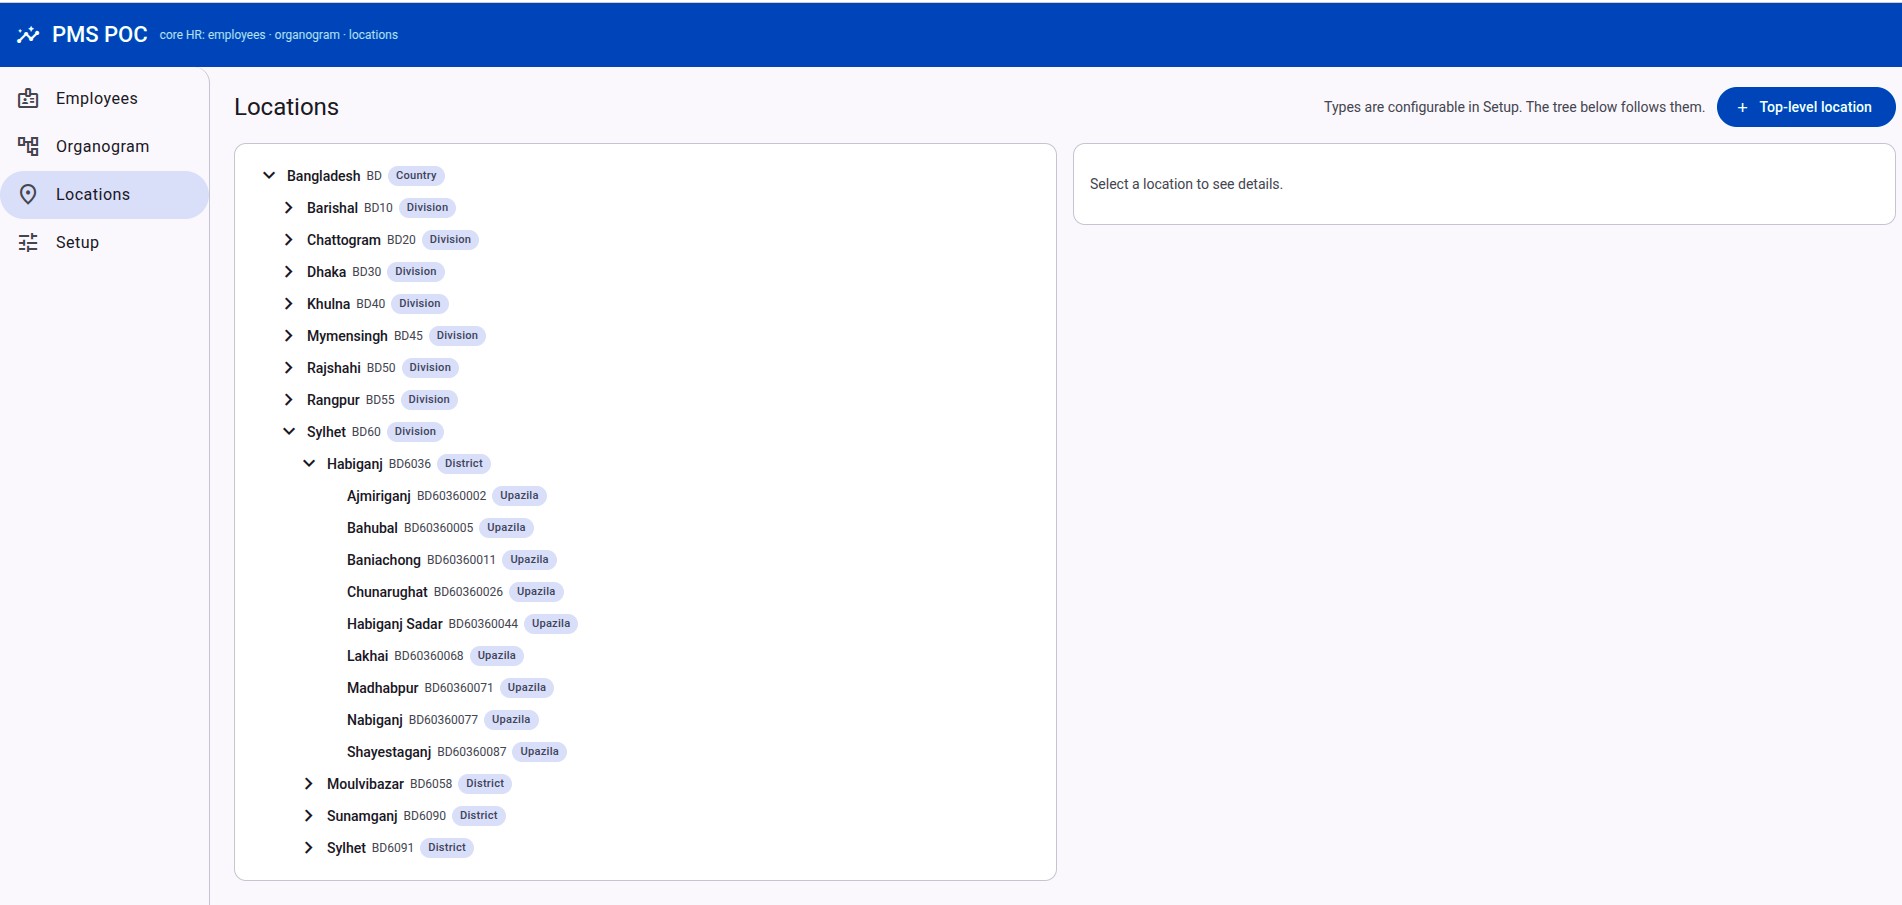 PMS POC core HR: employees · organogram · locations
Employees
Organogram
Locations
Setup
Locations
Types are configurable in Setup. The tree below follows them.
+ Top-level location
Bangladesh BD Country
Barishal BD10 Division
Chattogram BD20 Division
Dhaka BD30 Division
Khulna BD40 Division
Mymensingh BD45 Division
Rajshahi BD50 Division
Rangpur BD55 Division
Sylhet BD60 Division
Habiganj BD6036 District
Ajmiriganj BD60360002 Upazila
Bahubal BD60360005 Upazila
Baniachong BD60360011 Upazila
Chunarughat BD60360026 Upazila
Habiganj Sadar BD60360044 Upazila
Lakhai BD60360068 Upazila
Madhabpur BD60360071 Upazila
Nabiganj BD60360077 Upazila
Shayestaganj BD60360087 Upazila
Moulvibazar BD6058 District
Sunamganj BD6090 District
Sylhet BD6091 District
Select a location to see details.